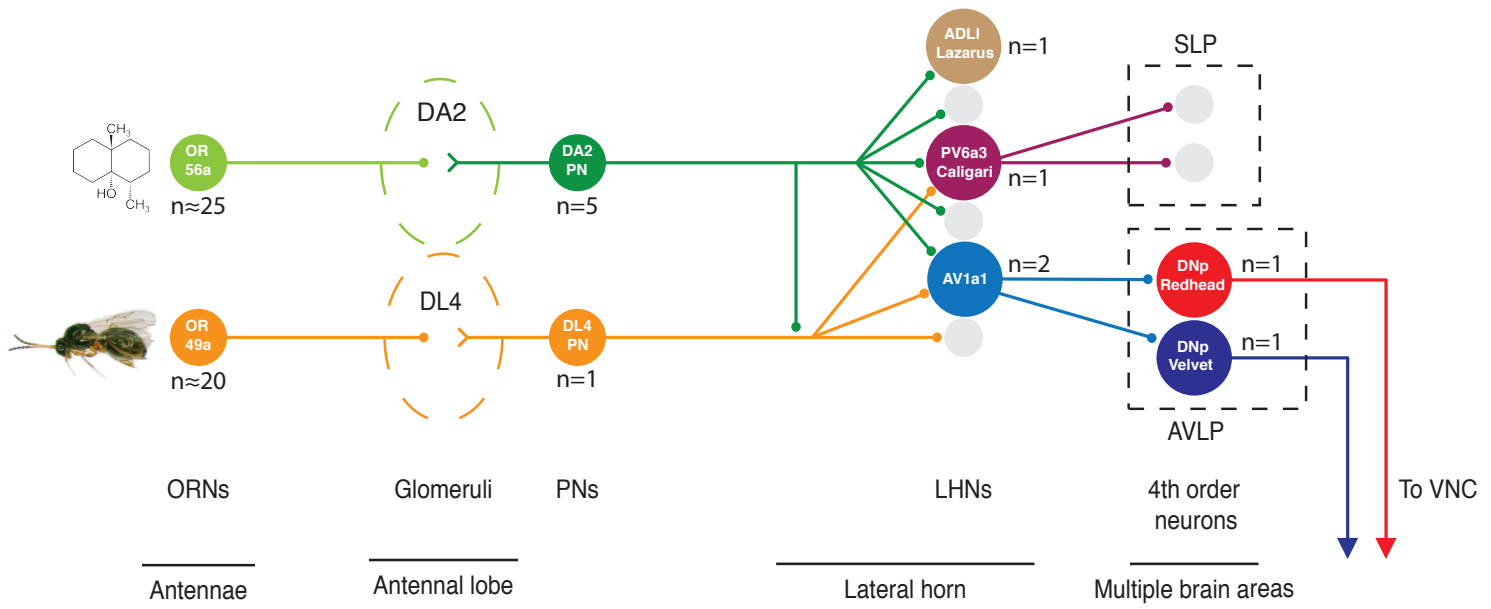 ADLI
Lazarus
n=1
SLP
CH₃
HO
CH₃
OR
56a
n≈25
DA2
DA2
PN
n=5
PV6a3
Caligari
n=1
OR
49a
n≈20
DL4
DL4
PN
n=1
AV1a1
n=2
DNp
Redhead
n=1
DNp
Velvet
n=1
AVLP
ORNs
Glomeruli
PNs
LHNs
4th order
neurons
To VNC
Antennae
Antennal lobe
Lateral horn
Multiple brain areas